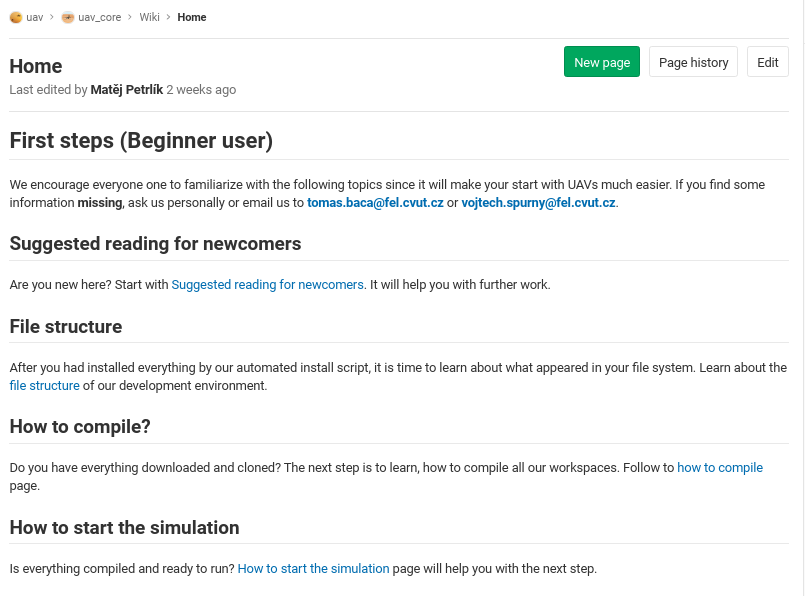 uav > uav_core > Wiki > Home
Home
New page
Page history
Edit
Last edited by Matěj Petrlík 2 weeks ago
First steps (Beginner user)
We encourage everyone one to familiarize with the following topics since it will make your start with UAVs much easier. If you find some
information missing, ask us personally or email us to tomas.baca@fel.cvut.cz or vojtech.spurny@fel.cvut.cz.
Suggested reading for newcomers
Are you new here? Start with Suggested reading for newcomers. It will help you with further work.
File structure
After you had installed everything by our automated install script, it is time to learn about what appeared in your file system. Learn about the
file structure of our development environment.
How to compile?
Do you have everything downloaded and cloned? The next step is to learn, how to compile all our workspaces. Follow to how to compile
page.
How to start the simulation
Is everything compiled and ready to run? How to start the simulation page will help you with the next step.